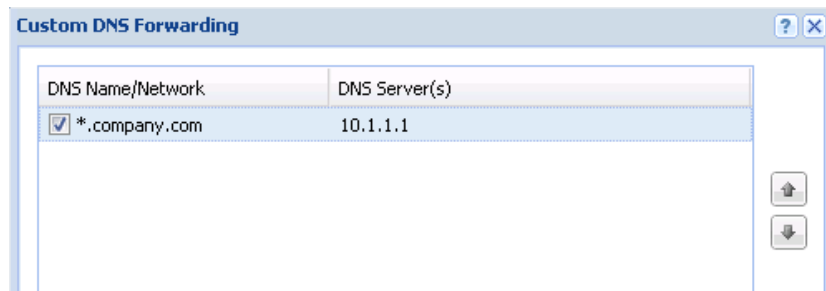 Custom DNS Forwarding
DNS Name/Network DNS Server(s)
*.company.com 10.1.1.1